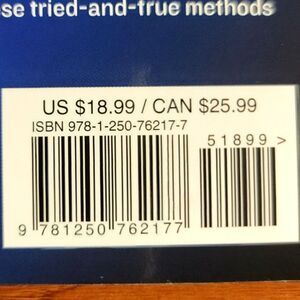 se tried-and-true methods
US $18.99 / CAN $25.99
ISBN 978-1-250-76217-7
51899 >
9 781250 762177